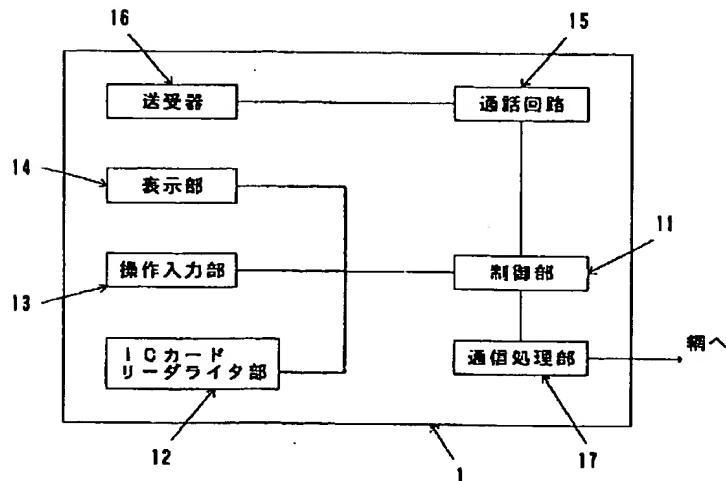 16
15
送受器
通話回路
14
表示部
11
操作入力部
制御部
13
ICカード
リーダライタ部
通信処理部
網へ
12
1
17